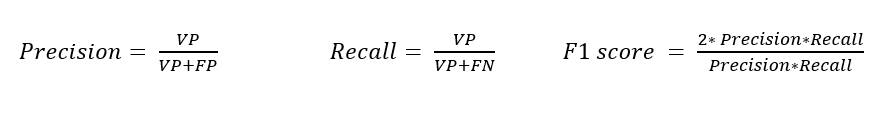 Precision = VP / VP+FP    Recall = VP / VP+FN    F1 score = 2* Precision*Recall / Precision*Recall